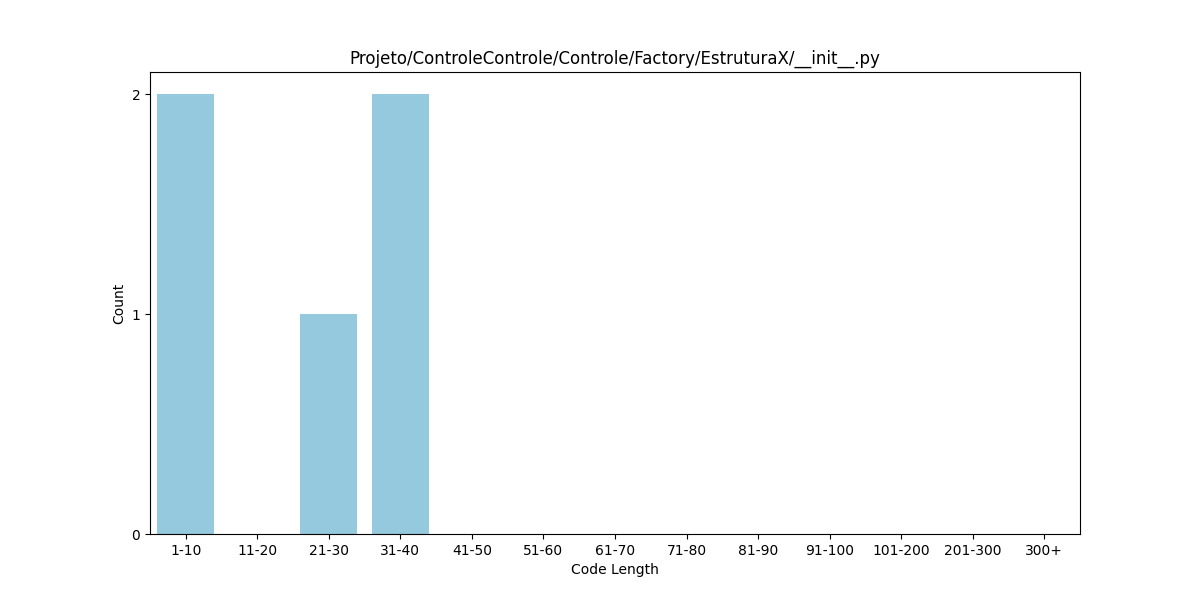 Projeto/ControleControle/Controle/Factory/EstruturaX/__init__.py
2
1
0
Count
1-10 11-20 21-30 31-40 41-50 51-60 61-70 71-80 81-90 91-100 101-200 201-300 300+
Code Length